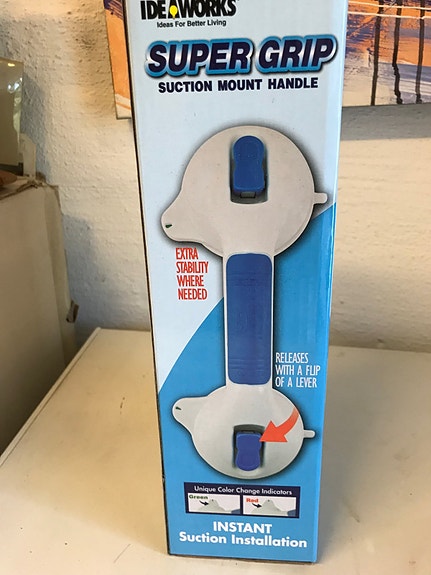 IDEAWORKS
Ideas For Better Living
SUPER GRIP
SUCTION MOUNT HANDLE
EXTRA
STABILITY
WHERE
NEEDED
RELEASES
WITH A FLIP
OF A LEVER
Unique Color Change Indicators
Green
Red
INSTANT
Suction Installation